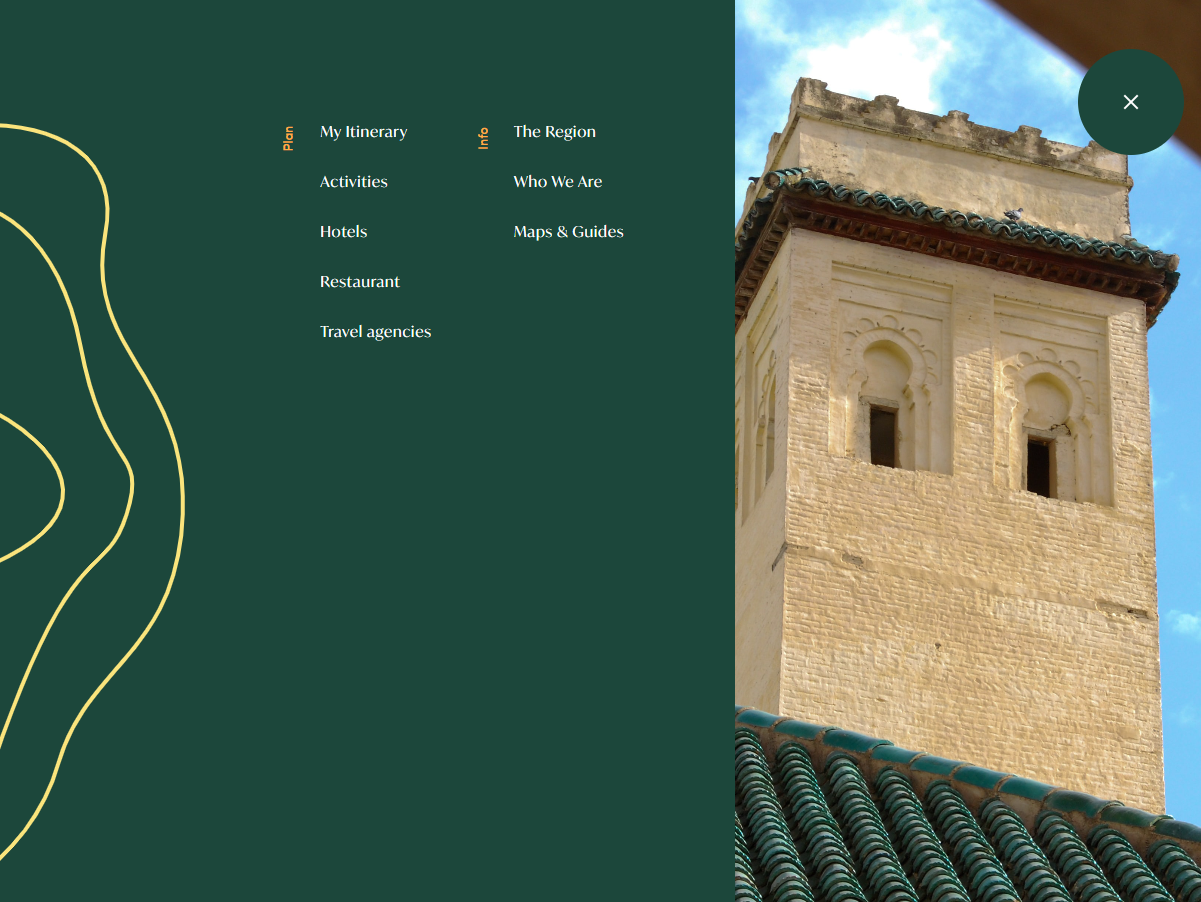 Plan
My Itinerary
Activities
Hotels
Restaurant
Travel agencies
Info
The Region
Who We Are
Maps & Guides